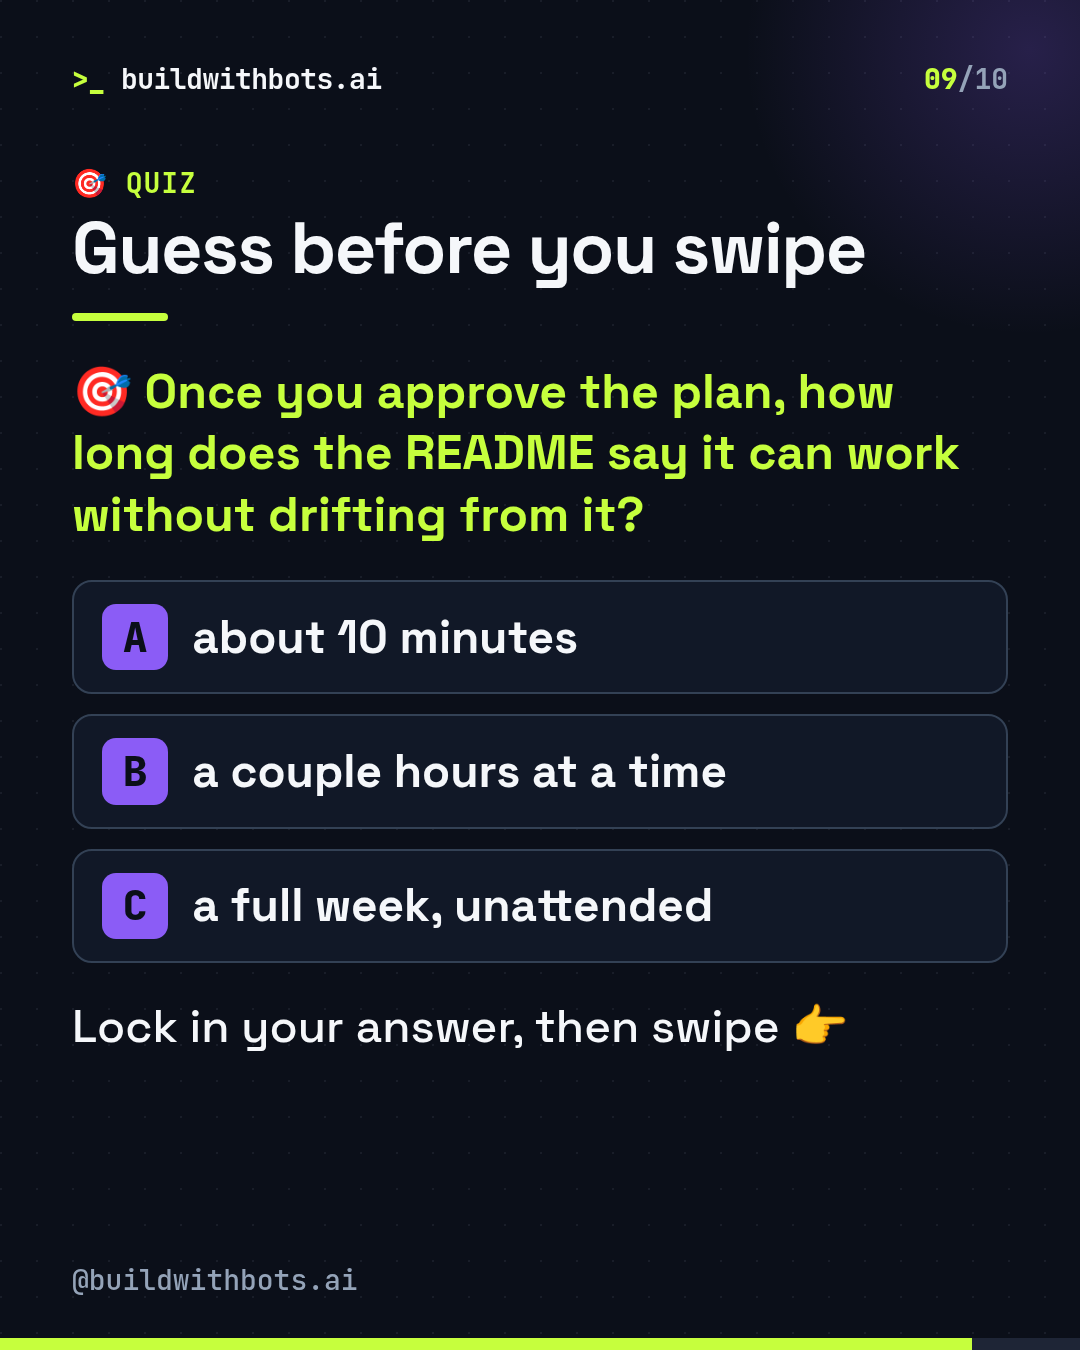 >_ buildwithbots.ai
09/10
🎯 QUIZ
Guess before you swipe
🎯 Once you approve the plan, how
long does the README say it can work
without drifting from it?
A about 10 minutes
B a couple hours at a time
C a full week, unattended
Lock in your answer, then swipe 👉
@buildwithbots.ai